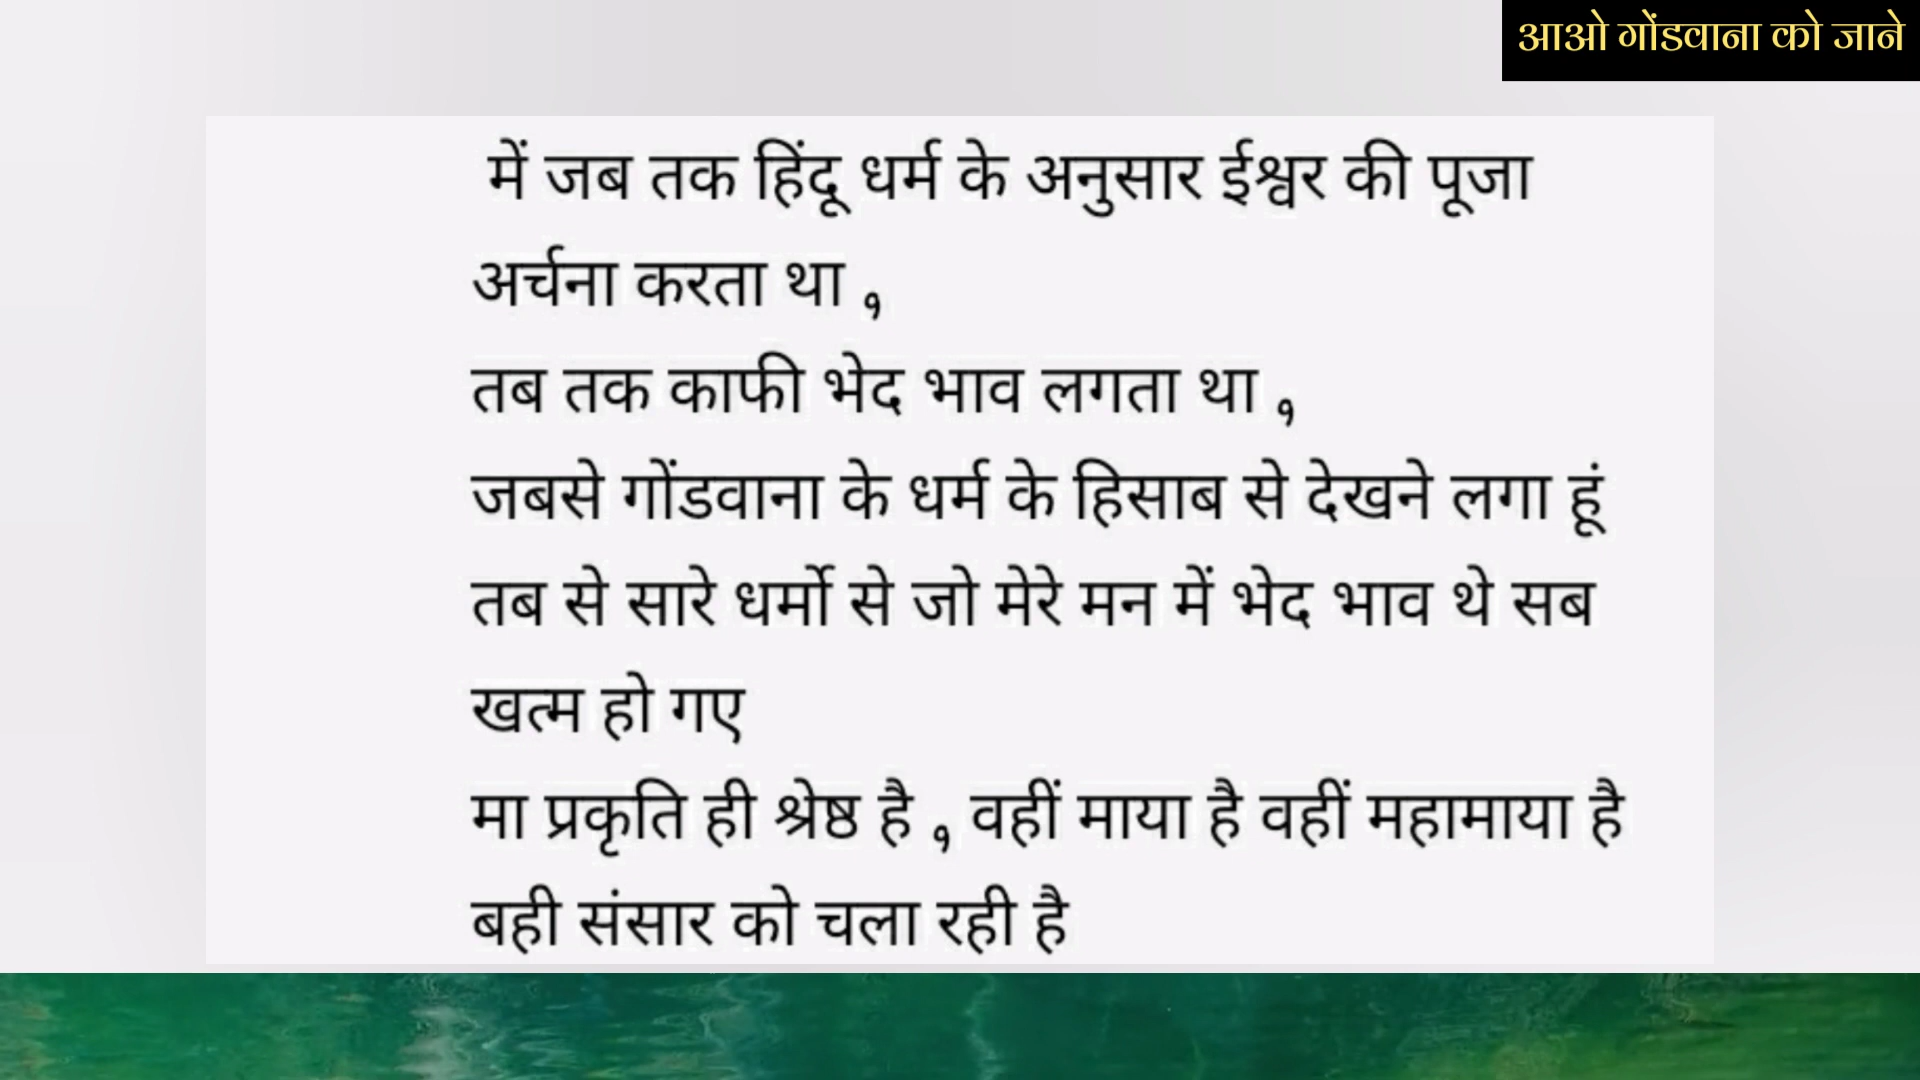 आओ गोंडवाना को जाने
में जब तक हिंदू धर्म के अनुसार ईश्वर की पूजा
अर्चना करता था ,
तब तक काफी भेद भाव लगता था ,
जबसे गोंडवाना के धर्म के हिसाब से देखने लगा हूं
तब से सारे धर्मो से जो मेरे मन में भेद भाव थे सब
खत्म हो गए
मा प्रकृति ही श्रेष्ठ है , वहीं माया है वहीं महामाया है
बही संसार को चला रही है